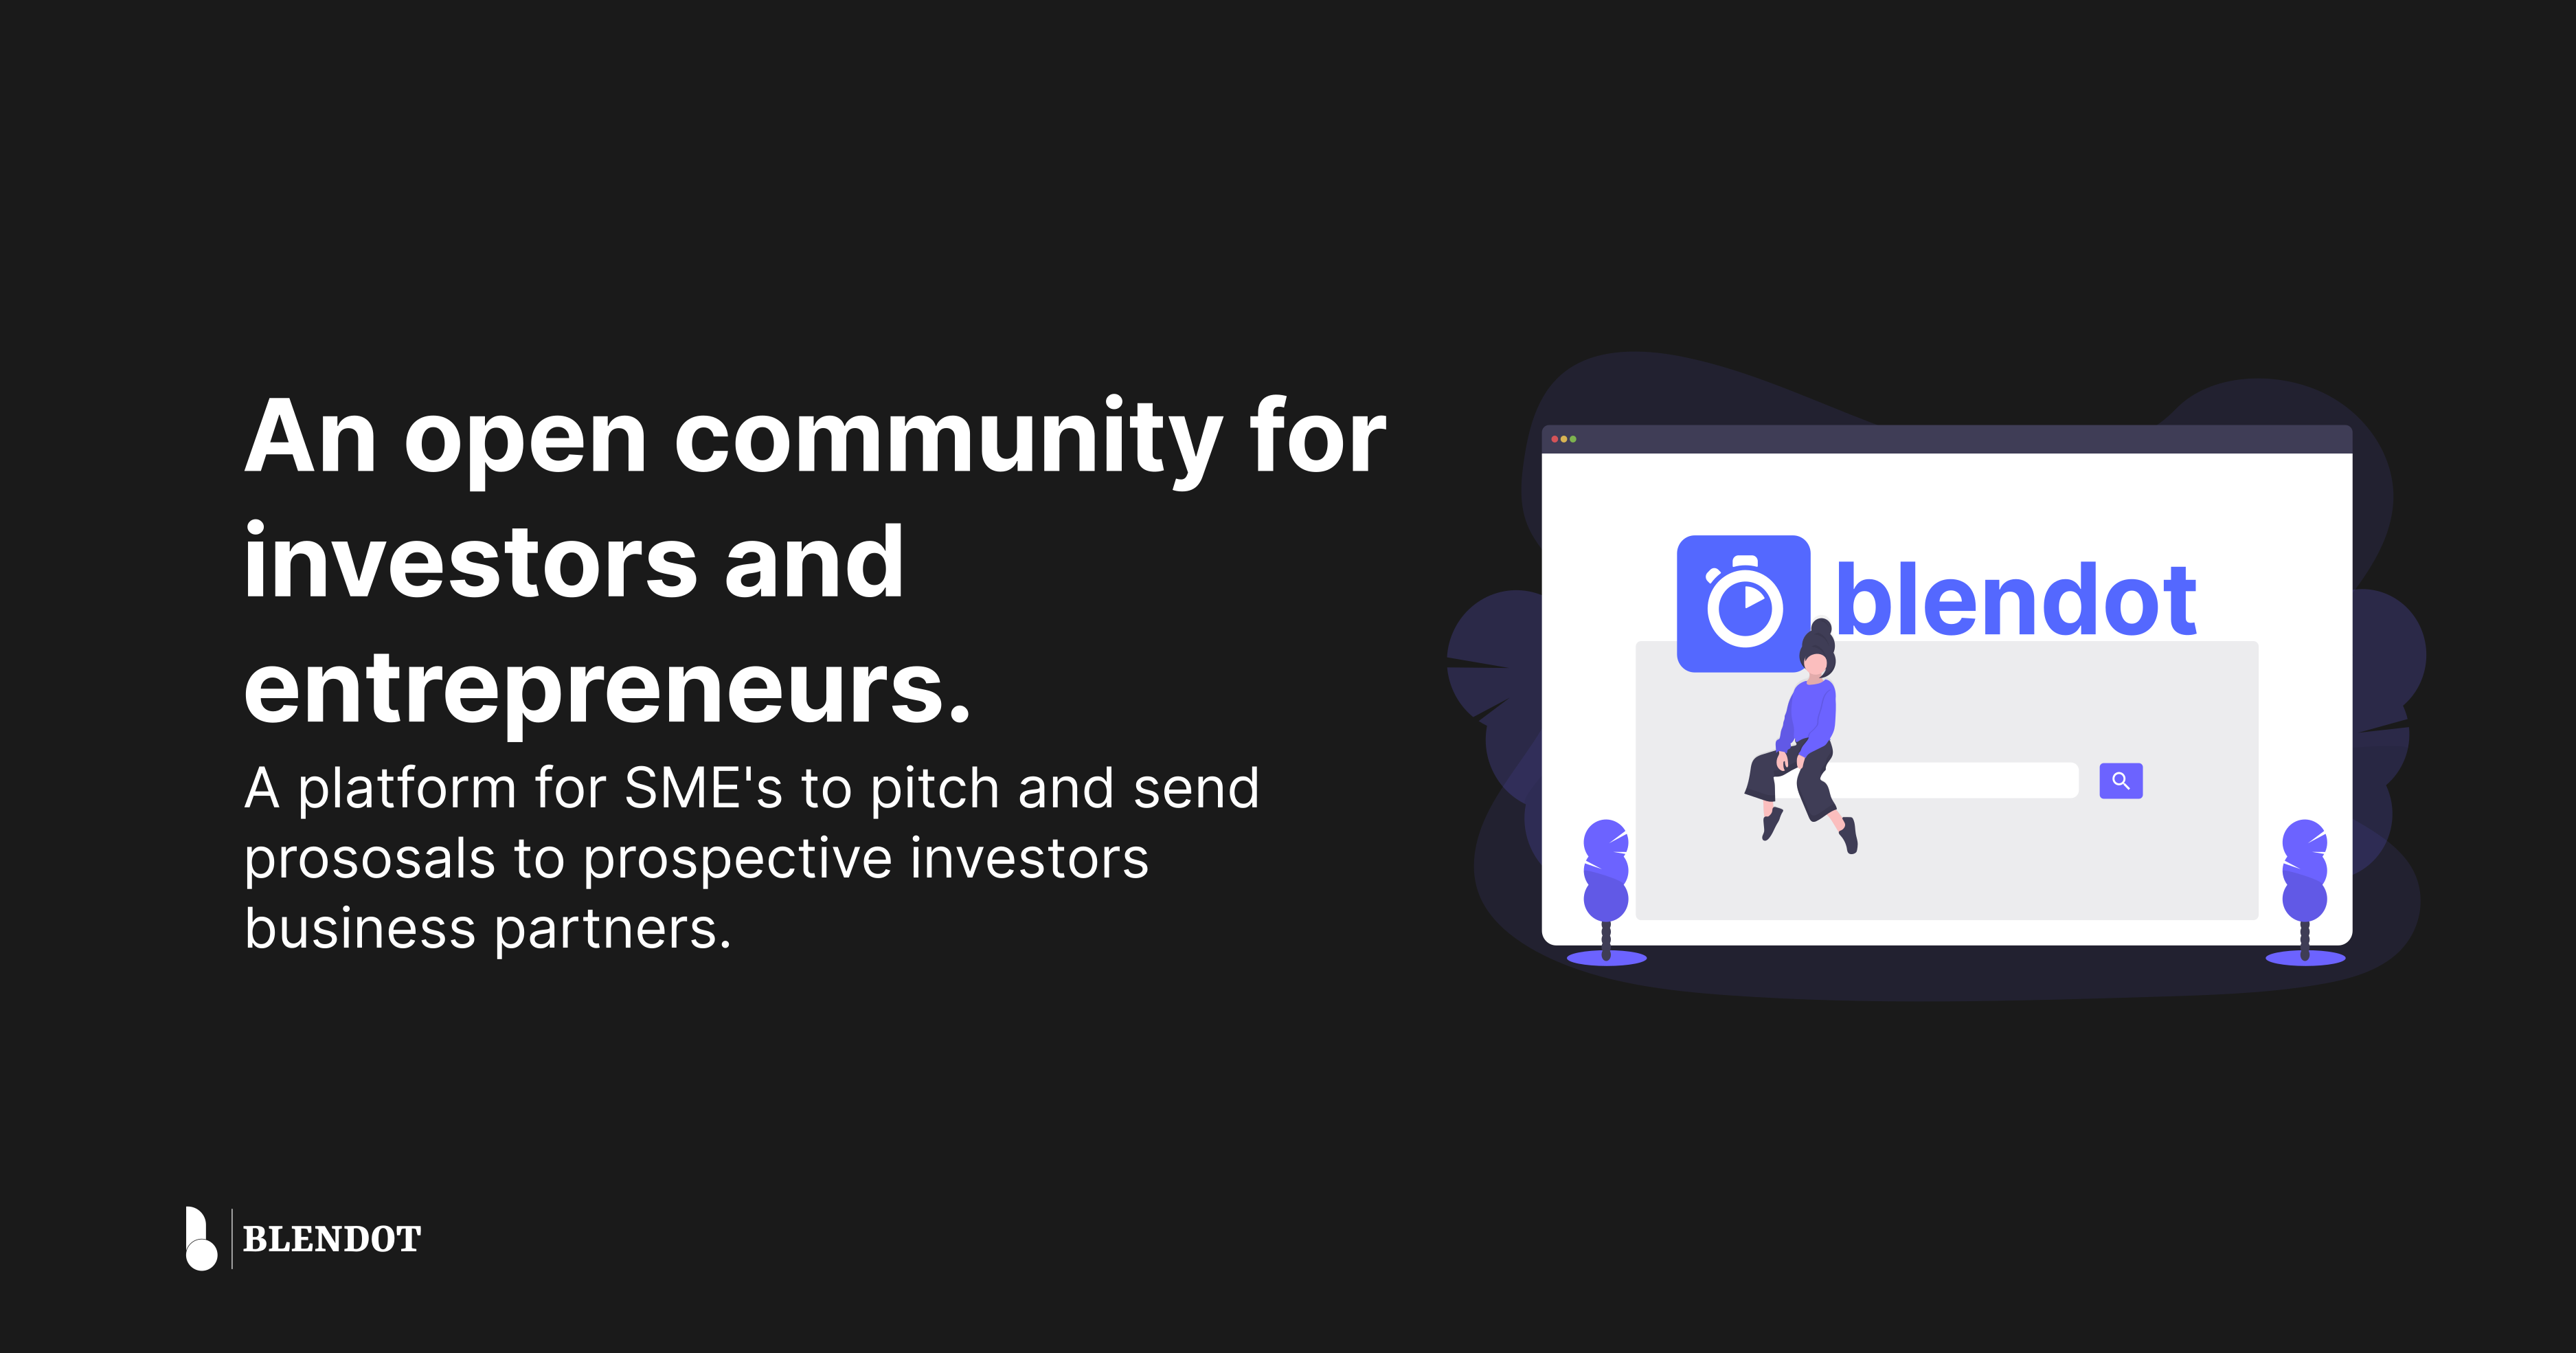 An open community for
investors and
entrepreneurs.
A platform for SME's to pitch and send
prososals to prospective investors
business partners.
blendot
BLENDOT